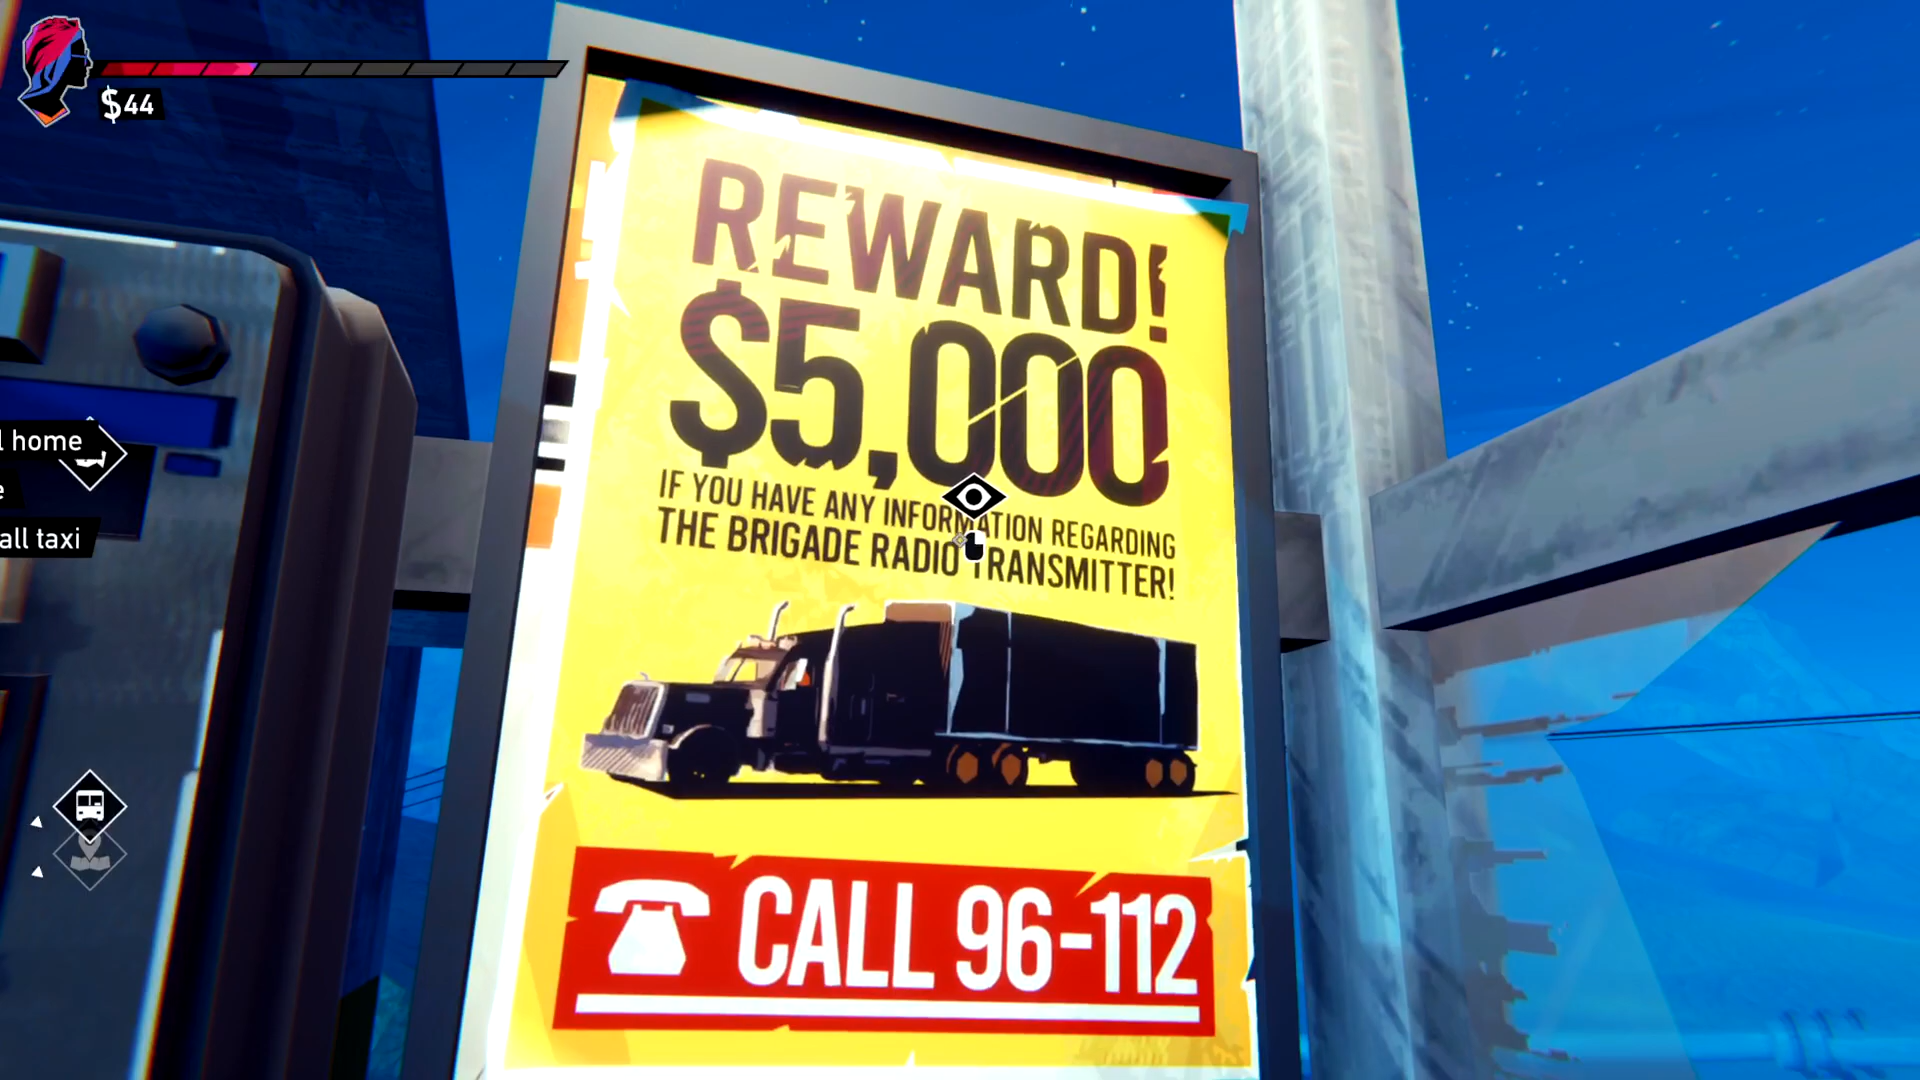 $44
REWARD!
$5,000
IF YOU HAVE ANY INFORMATION REGARDING
THE BRIGADE RADIO TRANSMITTER!
l home
e
all taxi
CALL 96-112